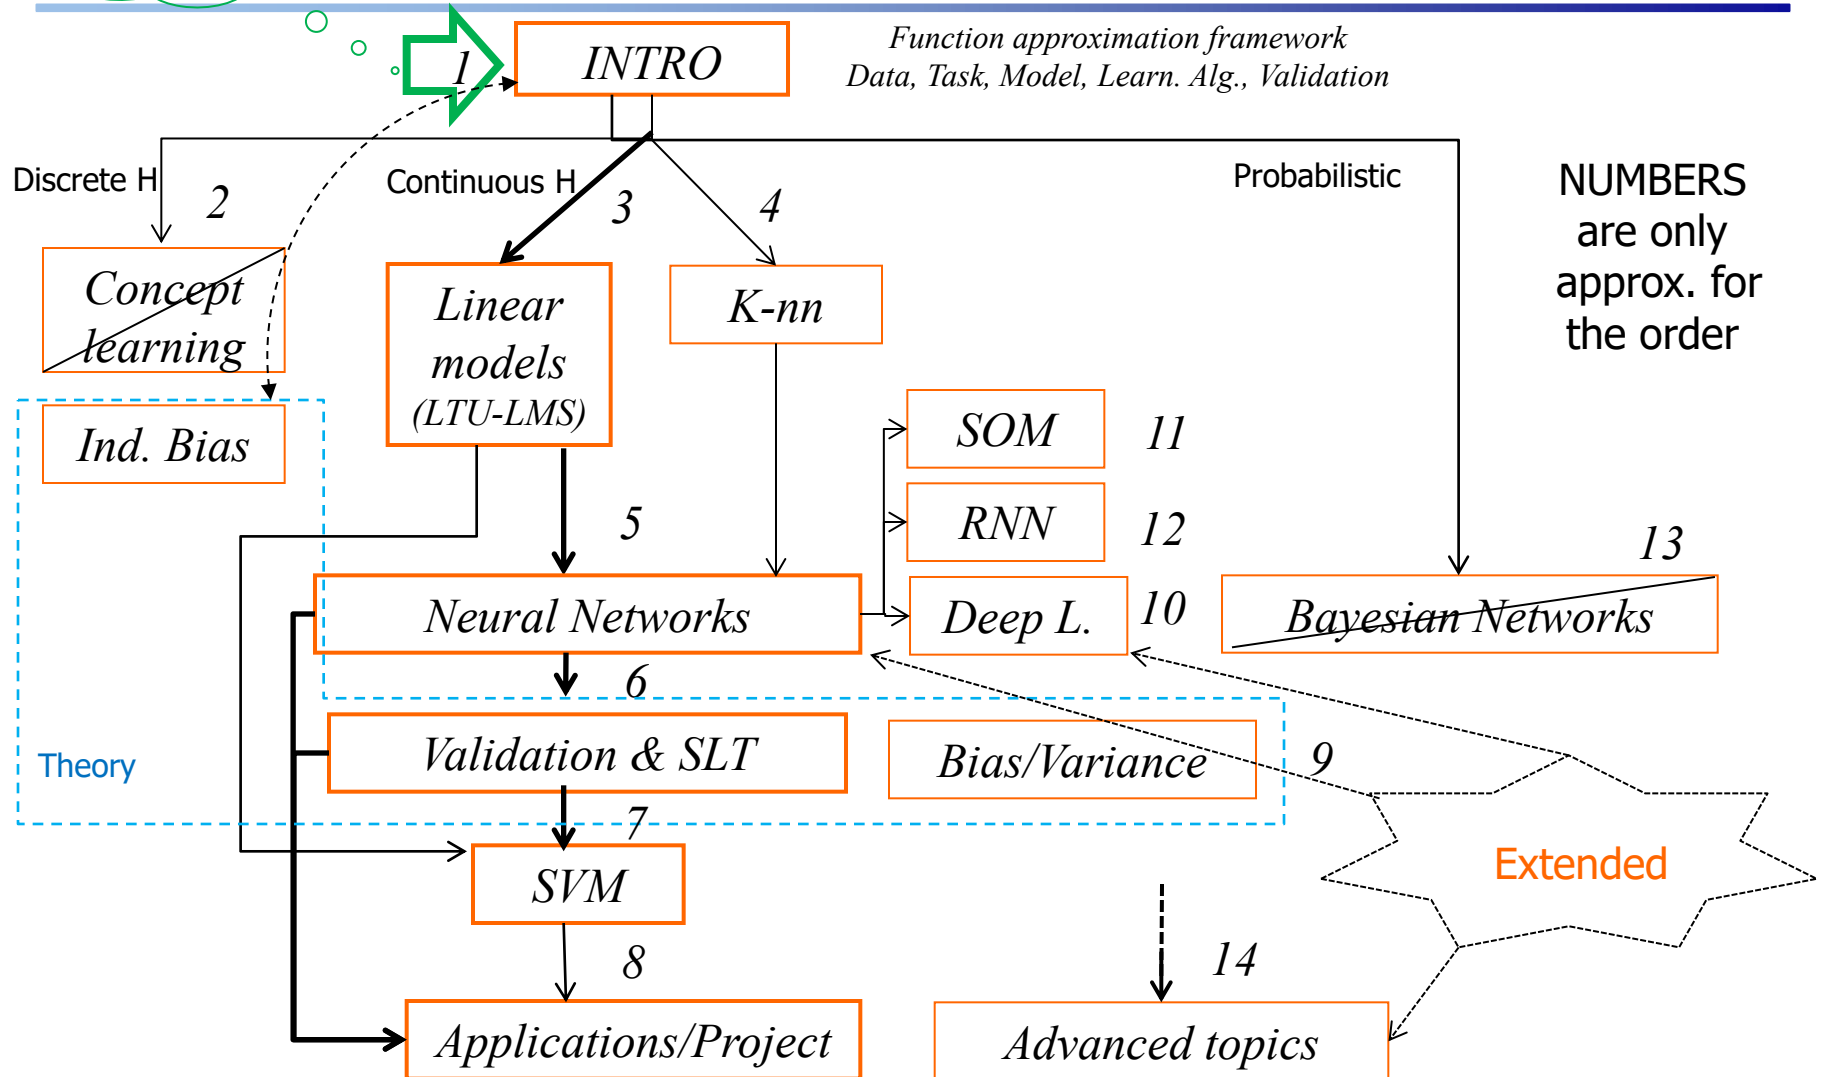 1
INTRO
Function approximation framework
Data, Task, Model, Learn. Alg., Validation
Discrete H
2
Continuous H
3
4
Probabilistic
NUMBERS
are only
approx. for
the order
Concept
learning
Linear
models
(LTU-LMS)
K-nn
Ind. Bias
SOM
11
5
RNN
12
13
Neural Networks
Deep L.
10
Bayesian Networks
6
Theory
Validation & SLT
Bias/Variance
9
7
SVM
Extended
8
14
Applications/Project
Advanced topics